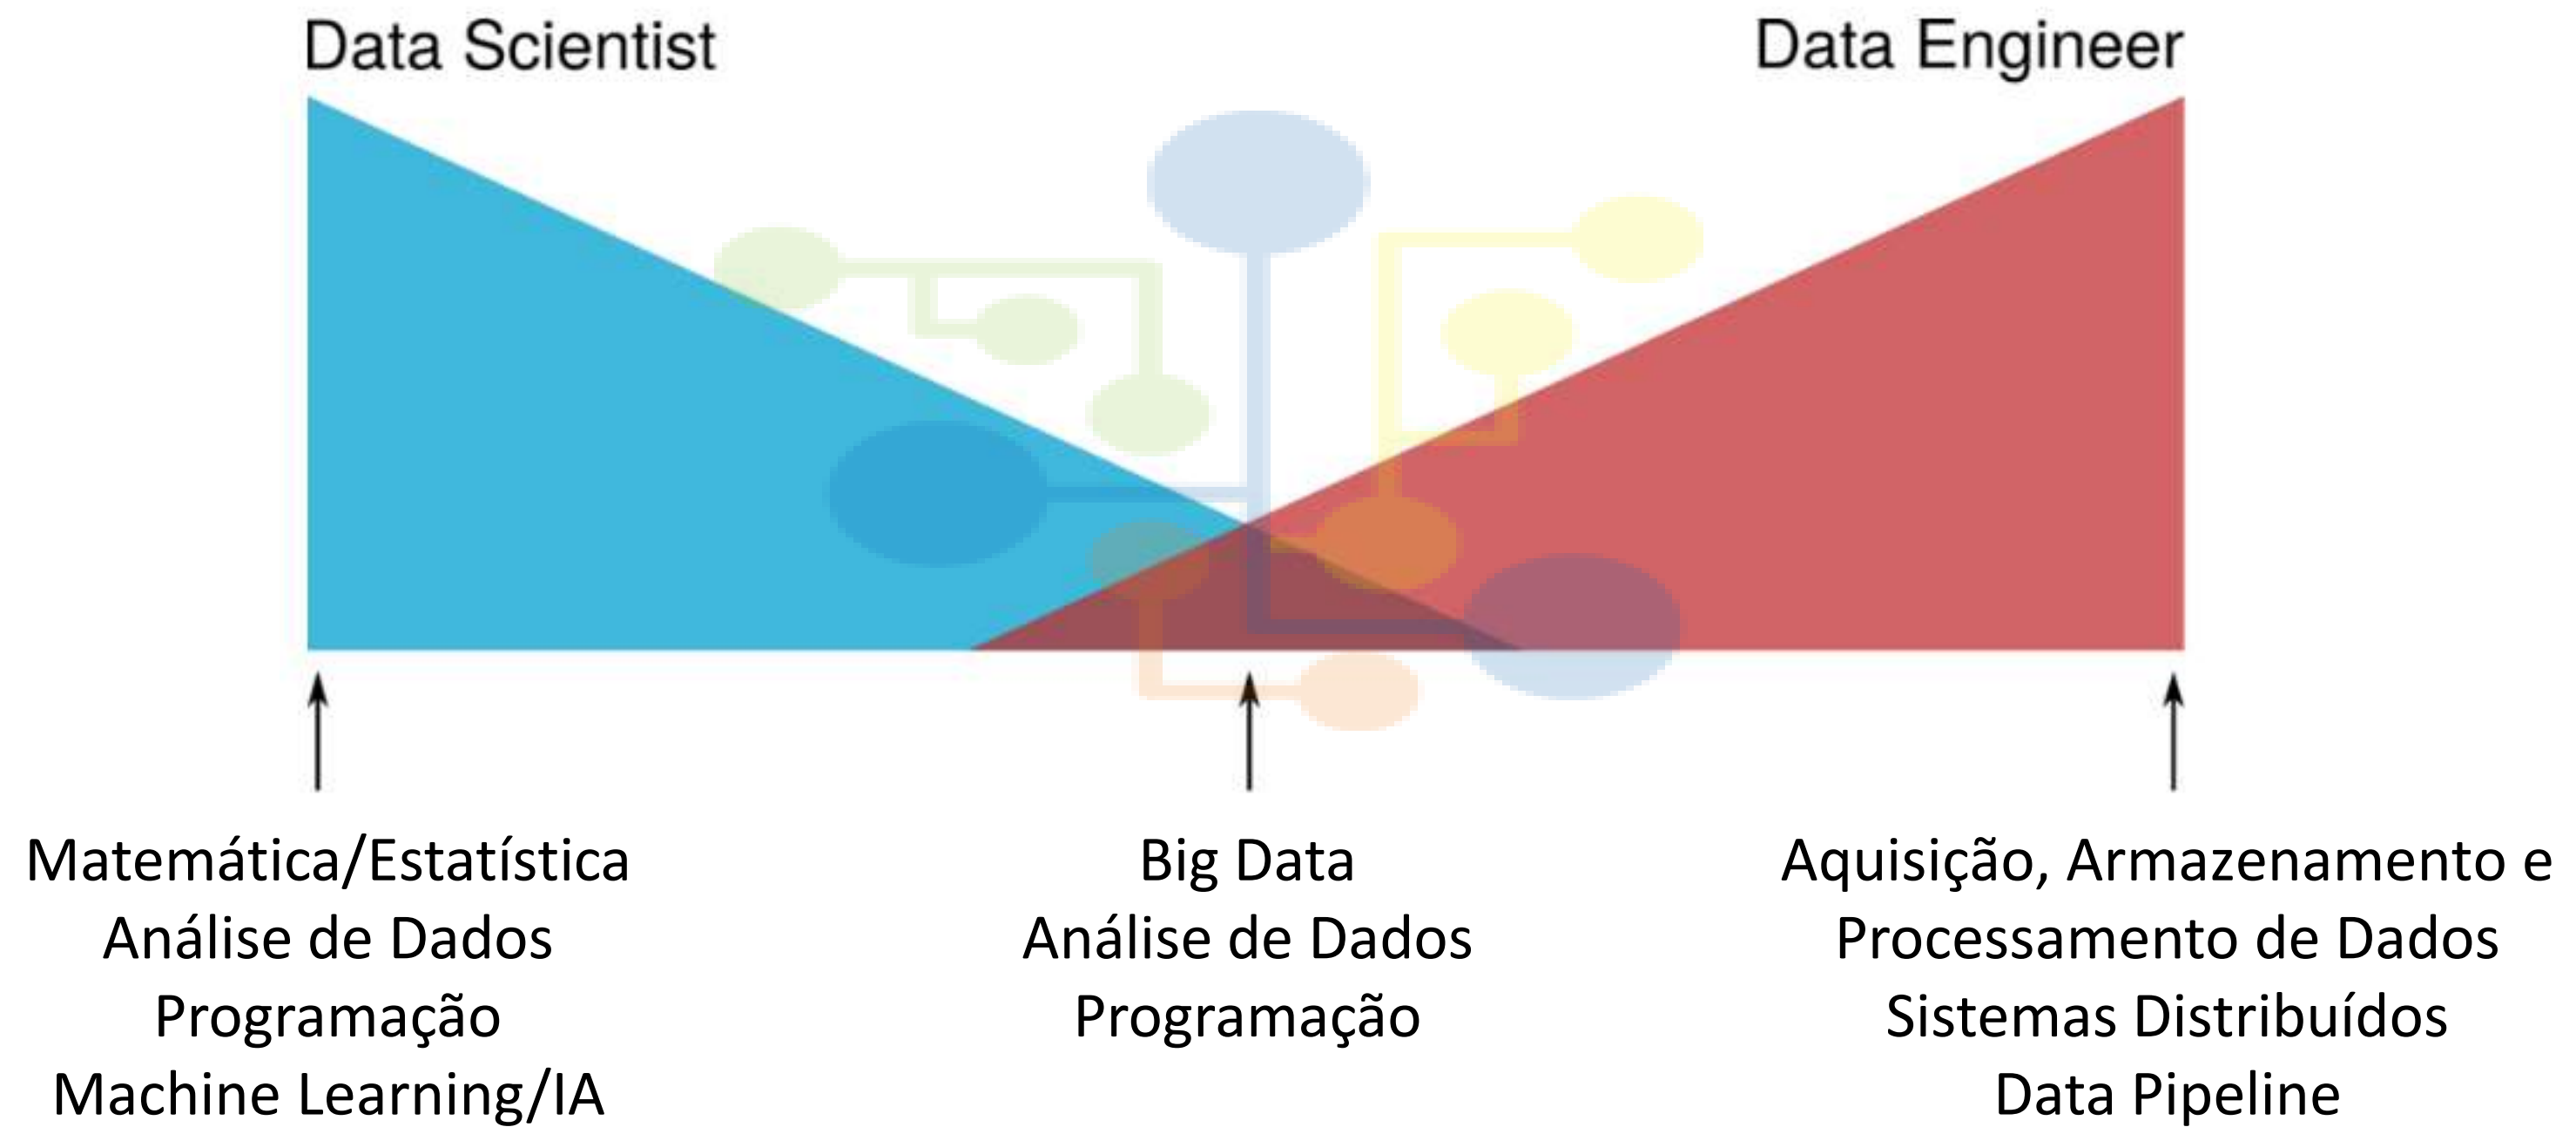 Data Scientist
Data Engineer
Matemática/Estatística
Análise de Dados
Programação
Machine Learning/IA
Big Data
Análise de Dados
Programação
Aquisição, Armazenamento e
Processamento de Dados
Sistemas Distribuídos
Data Pipeline